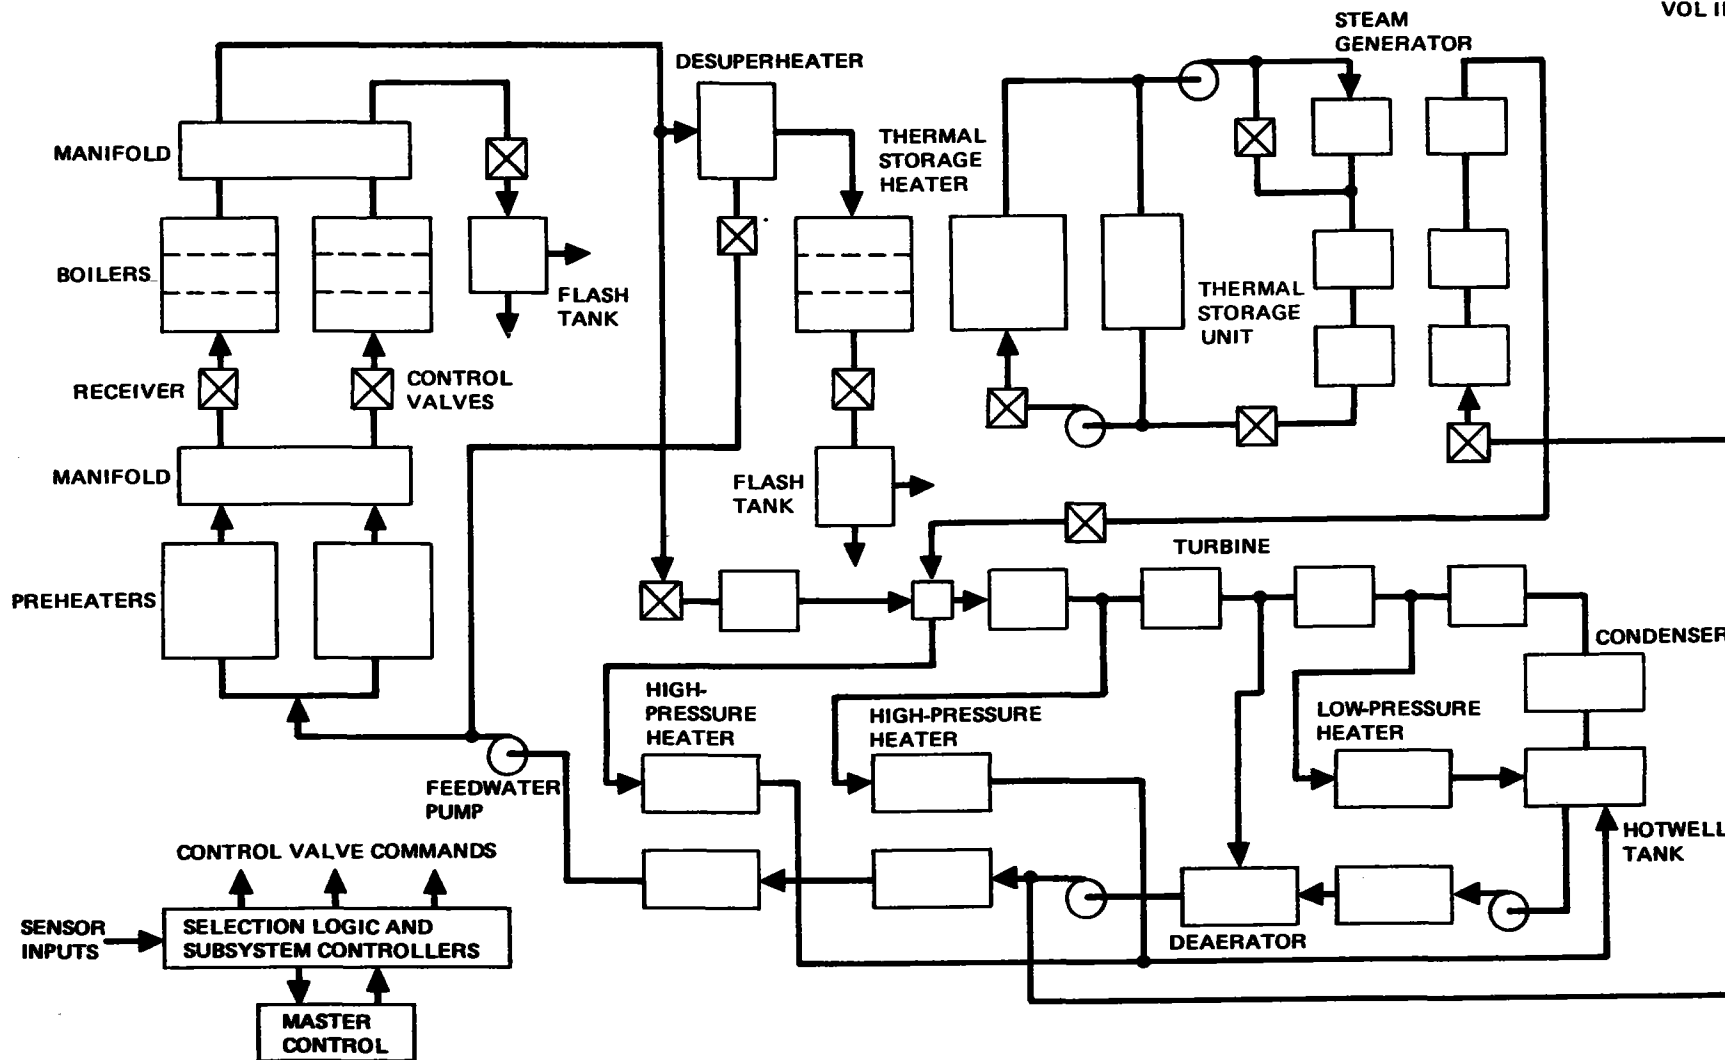 VOL II
STEAM
GENERATOR
DESUPERHEATER
MANIFOLD
THERMAL
STORAGE
HEATER
BOILERS
FLASH
TANK
THERMAL
STORAGE
UNIT
RECEIVER
CONTROL
VALVES
MANIFOLD
FLASH
TANK
TURBINE
PREHEATERS
CONDENSER
HIGH-
PRESSURE
HEATER
HIGH-PRESSURE
HEATER
LOW-PRESSURE
HEATER
FEEDWATER
PUMP
HOTWELL
TANK
CONTROL VALVE COMMANDS
SENSOR
INPUTS
SELECTION LOGIC AND
SUBSYSTEM CONTROLLERS
DEAERATOR
MASTER
CONTROL